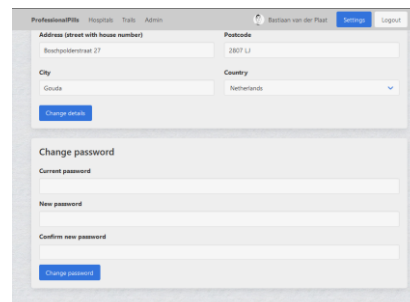 ProfessionalPills Hospitals Trails Admin Bastiaan van der Plaat Settings Logout
Address (street with house number) Postcode
Boschpolderstraat 27 2807 LJ
City Country
Gouda Netherlands
Change details
Change password
Current password
New password
Confirm new password
Change password